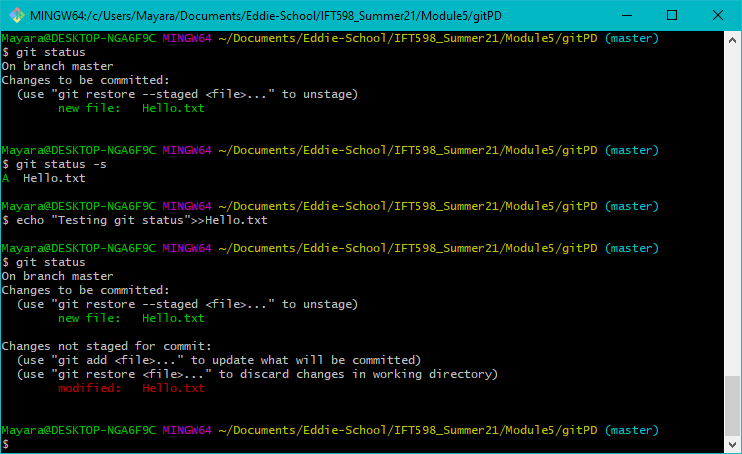 MINGW64:/c/Users/Mayara/Documents/Eddie-School/IFT598_Summer21/Module5/gitPD
Mayara@DESKTOP-NGA6F9C MINGW64 ~/Documents/Eddie-School/IFT598_Summer21/Module5/gitPD (master)
$ git status
On branch master
Changes to be committed:
  (use "git restore --staged <file>..." to unstage)
        new file:   Hello.txt

Mayara@DESKTOP-NGA6F9C MINGW64 ~/Documents/Eddie-School/IFT598_Summer21/Module5/gitPD (master)
$ git status -s
A  Hello.txt

Mayara@DESKTOP-NGA6F9C MINGW64 ~/Documents/Eddie-School/IFT598_Summer21/Module5/gitPD (master)
$ echo "Testing git status">>Hello.txt

Mayara@DESKTOP-NGA6F9C MINGW64 ~/Documents/Eddie-School/IFT598_Summer21/Module5/gitPD (master)
$ git status
On branch master
Changes to be committed:
  (use "git restore --staged <file>..." to unstage)
        new file:   Hello.txt

Changes not staged for commit:
  (use "git add <file>..." to update what will be committed)
  (use "git restore <file>..." to discard changes in working directory)
        modified:   Hello.txt

Mayara@DESKTOP-NGA6F9C MINGW64 ~/Documents/Eddie-School/IFT598_Summer21/Module5/gitPD (master)
$